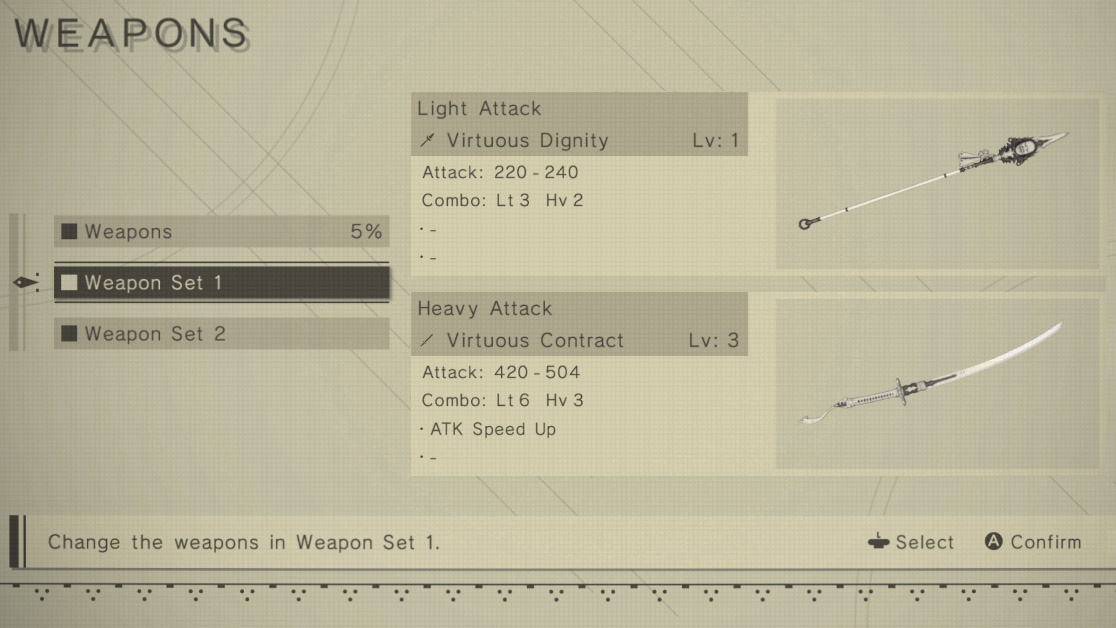 WEAPONS
Weapons 5%
Weapon Set 1
Weapon Set 2
Light Attack
Virtuous Dignity Lv: 1
Attack: 220 - 240
Combo: Lt 3 Hv 2
· -
· -
Heavy Attack
Virtuous Contract Lv: 3
Attack: 420 - 504
Combo: Lt 6 Hv 3
· ATK Speed Up
· -
Change the weapons in Weapon Set 1.
L Select A Confirm